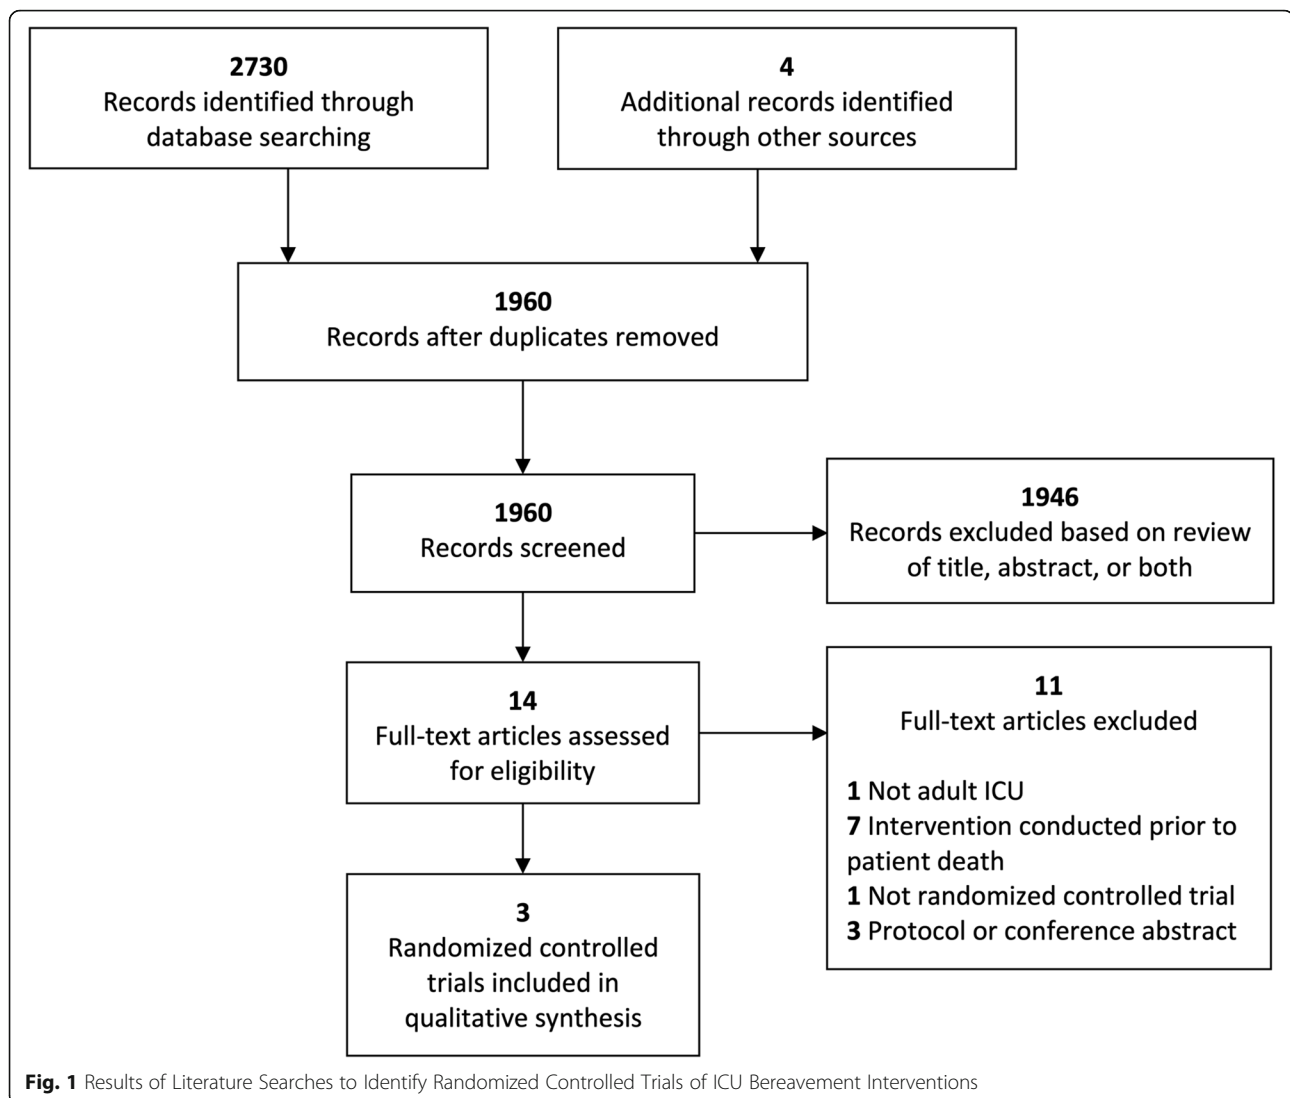 2730
Records identified through
database searching
4
Additional records identified
through other sources
1960
Records after duplicates removed
1960
Records screened
1946
Records excluded based on review
of title, abstract, or both
14
Full-text articles assessed
for eligibility
11
Full-text articles excluded
1 Not adult ICU
7 Intervention conducted prior to
patient death
1 Not randomized controlled trial
3 Protocol or conference abstract
3
Randomized controlled
trials included in
qualitative synthesis
Fig. 1 Results of Literature Searches to Identify Randomized Controlled Trials of ICU Bereavement Interventions